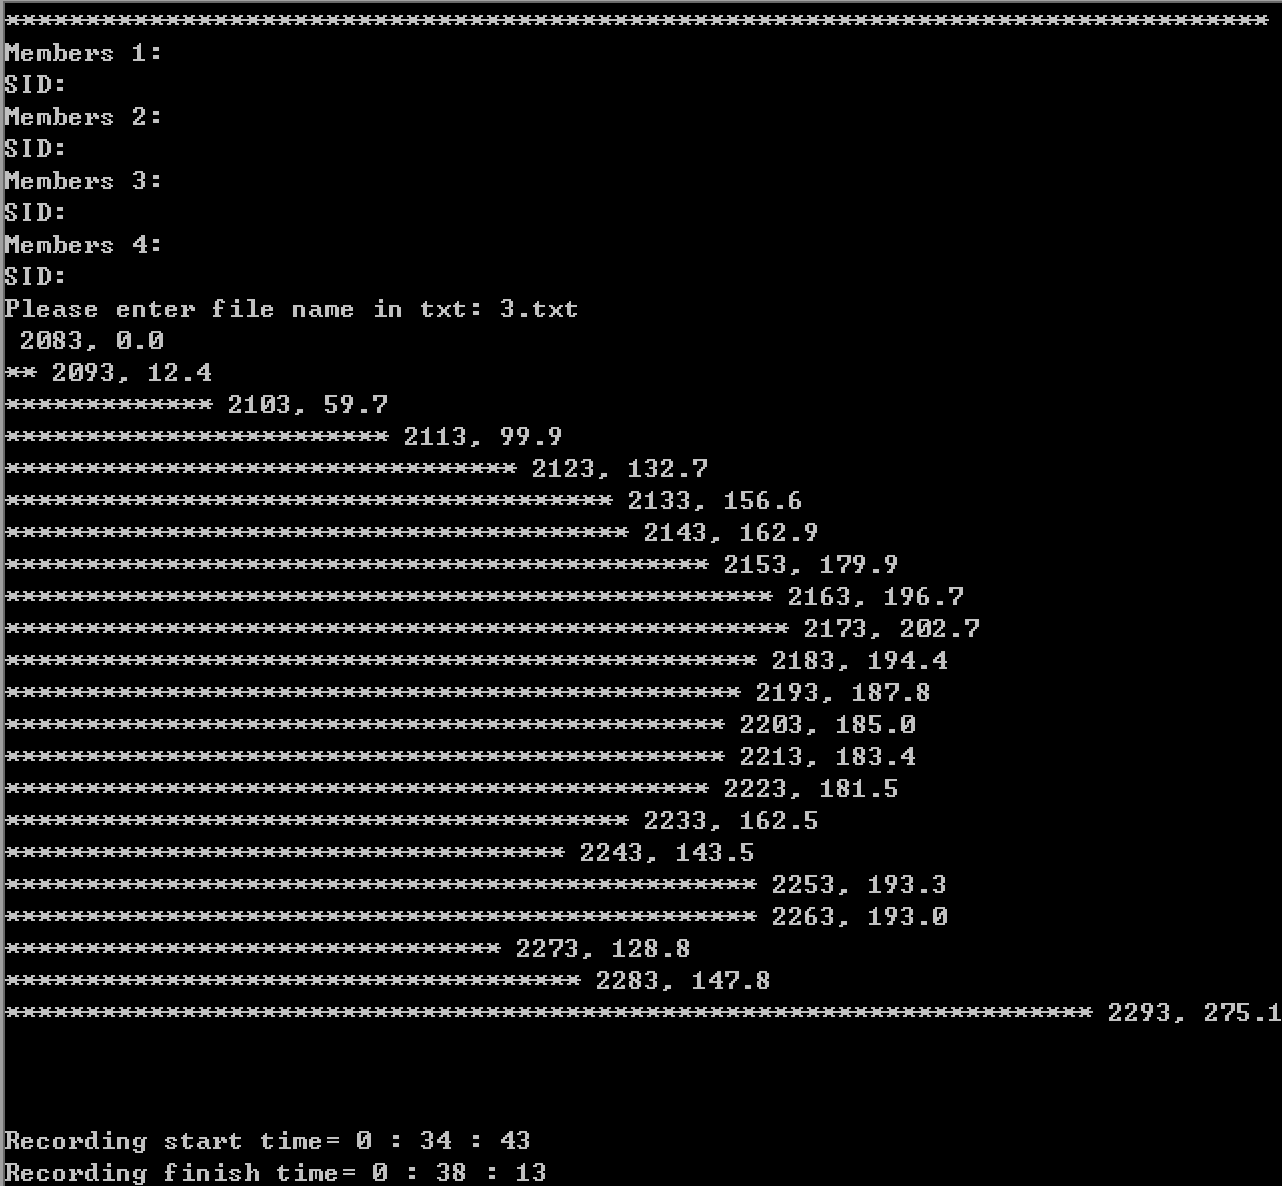 *******************************************************************************
Members 1:
SID:
Members 2:
SID:
Members 3:
SID:
Members 4:
SID:
Please enter file name in txt: 3.txt
2083, 0.0
** 2093, 12.4
************* 2103, 59.7
************************ 2113, 99.9
******************************** 2123, 132.7
************************************** 2133, 156.6
*************************************** 2143, 162.9
******************************************** 2153, 179.9
************************************************ 2163, 196.7
************************************************* 2173, 202.7
*********************************************** 2183, 194.4
********************************************** 2193, 187.8
********************************************* 2203, 185.0
********************************************* 2213, 183.4
******************************************** 2223, 181.5
*************************************** 2233, 162.5
*********************************** 2243, 143.5
*********************************************** 2253, 193.3
*********************************************** 2263, 193.0
******************************* 2273, 128.8
************************************ 2283, 147.8
******************************************************************** 2293, 275.1
Recording start time= 0 : 34 : 43
Recording finish time= 0 : 38 : 13